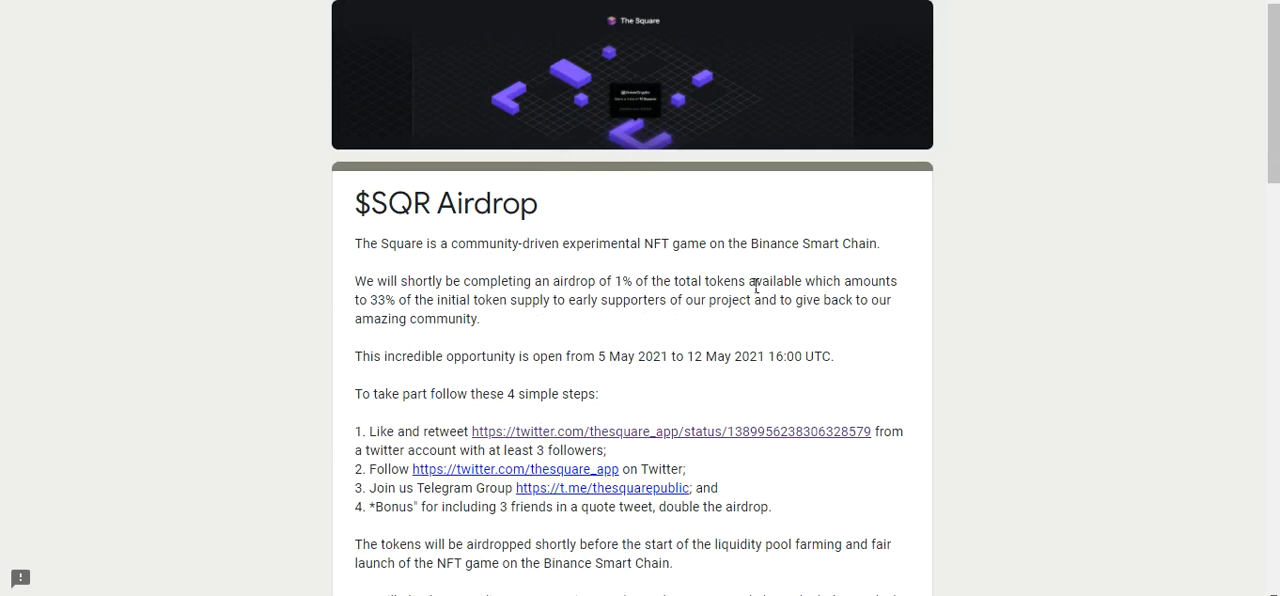 The Square
$SQR Airdrop
The Square is a community-driven experimental NFT game on the Binance Smart Chain.
We will shortly be completing an airdrop of 1% of the total tokens available which amounts
to 33% of the initial token supply to early supporters of our project and to give back to our
amazing community.
This incredible opportunity is open from 5 May 2021 to 12 May 2021 16:00 UTC.
To take part follow these 4 simple steps:
1. Like and retweet https://twitter.com/thesquare_app/status/1389956238306328579 from
a twitter account with at least 3 followers;
2. Follow https://twitter.com/thesquare_app on Twitter;
3. Join us Telegram Group https://t.me/thesquarepublic; and
4. *Bonus" for including 3 friends in a quote tweet, double the airdrop.
The tokens will be airdropped shortly before the start of the liquidity pool farming and fair
launch of the NFT game on the Binance Smart Chain.